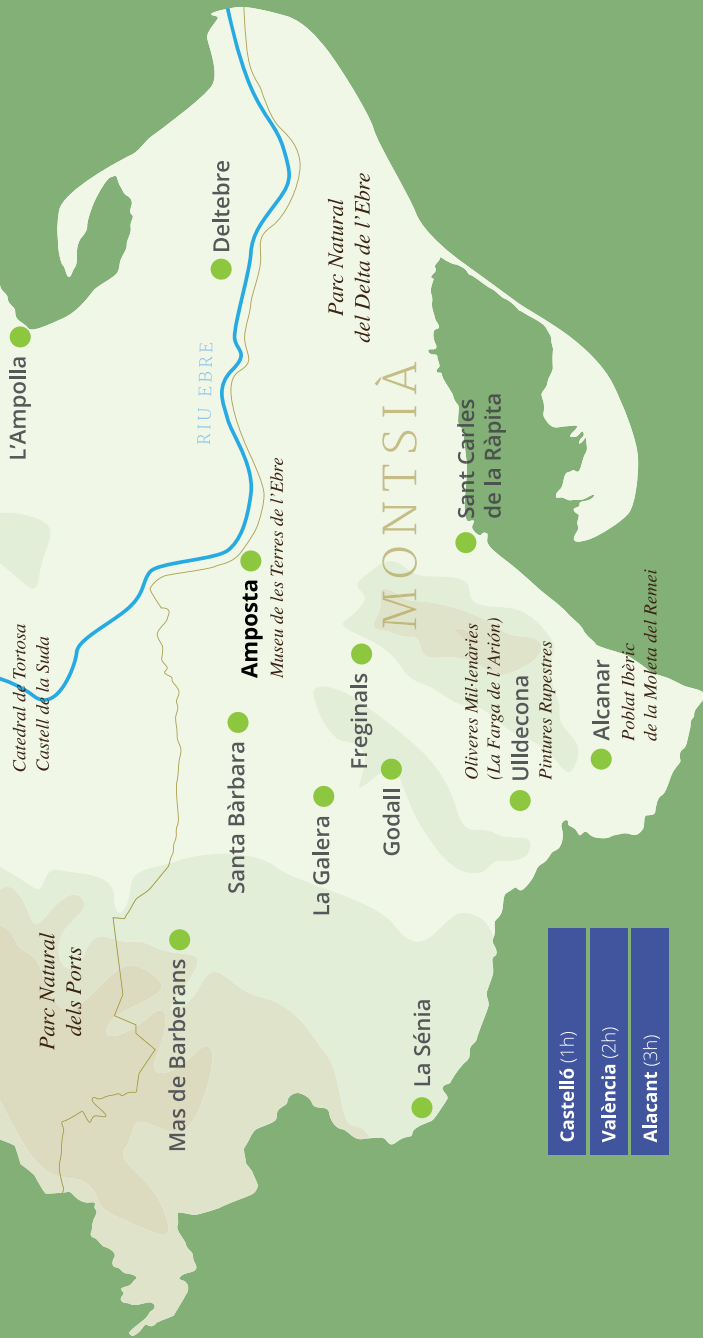 L'Ampolla
Deltebre
RIU EBRE
Parc Natural
del Delta de l'Ebre
Catedral de Tortosa
Castell de la Suda
Amposta
Museu de les Terres de l'Ebre
MONTSIÀ
Sant Carles
de la Ràpita
Parc Natural
dels Ports
Mas de Barberans
Santa Bàrbara
La Galera
Freginals
Godall
Oliveres Mil·lenàries
(La Farga de l'Arión)
Ulldecona
Pintures Rupestres
Alcanar
Poblat Ibèric
de la Moleta del Remei
La Sénia
Castelló (1h)
València (2h)
Alacant (3h)